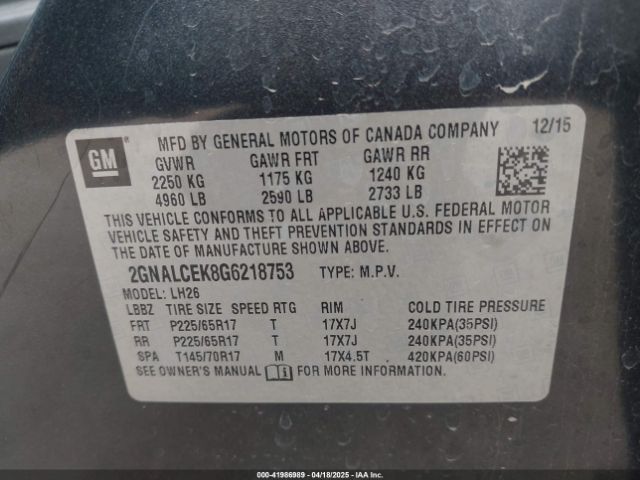 GM
MFD BY GENERAL MOTORS OF CANADA COMPANY 12/15
GVWR GAWR FRT GAWR RR
2250 KG 1175 KG 1240 KG
4960 LB 2590 LB 2733 LB
THIS VEHICLE CONFORMS TO ALL APPLICABLE U.S. FEDERAL MOTOR
VEHICLE SAFETY AND THEFT PREVENTION STANDARDS IN EFFECT ON
THE DATE OF MANUFACTURE SHOWN ABOVE.
2GNALCEK8G6218753 TYPE: M.P.V.
MODEL: LH26
LBBZ TIRE SIZE SPEED RTG RIM COLD TIRE PRESSURE
FRT P225/65R17 T 17X7J 240KPA(35PSI)
RR P225/65R17 T 17X7J 240KPA(35PSI)
SPA T145/70R17 M 17X4.5T 420KPA(60PSI)
SEE OWNER'S MANUAL FOR MORE INFORMATION.
000-41986989 - 04/18/2025 - IAAI.COM